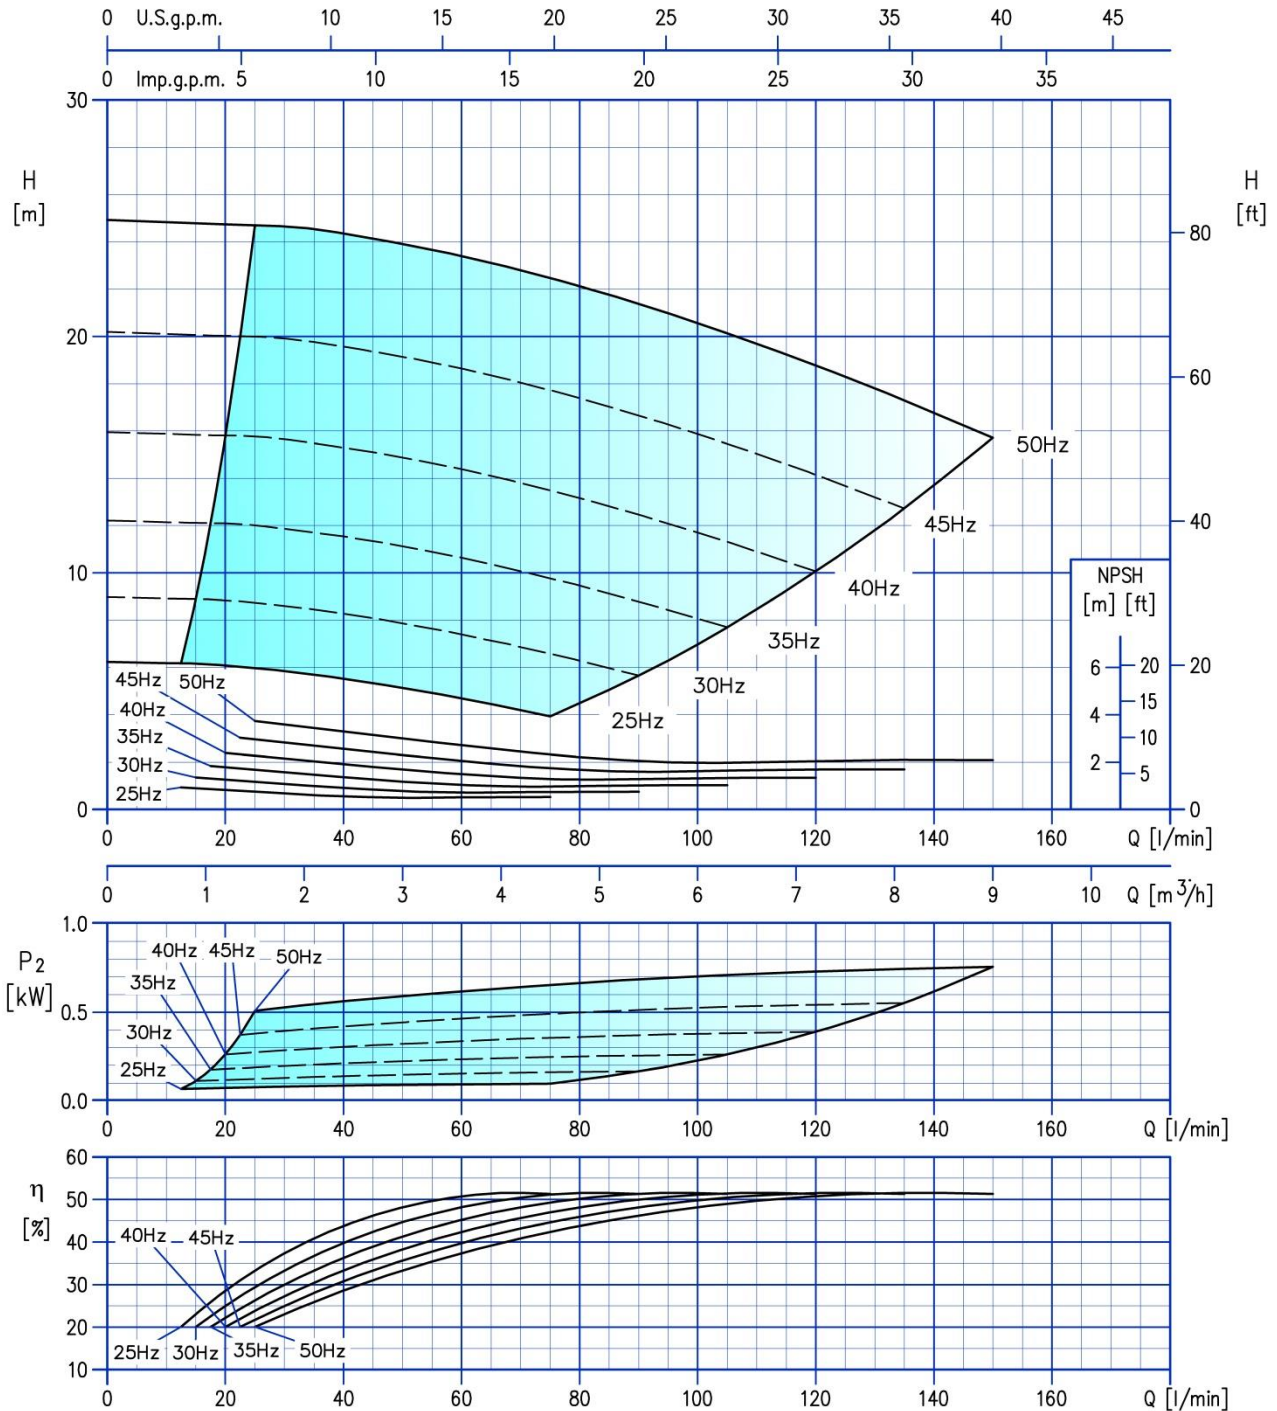 0 U.S.g.p.m. 10 15 20 25 30 35 40 45
0 Imp.g.p.m. 5 10 15 20 25 30 35
30
H
[m]
H
[ft]
80
20
60
50Hz
40
45Hz
10
40Hz
NPSH
[m] [ft]
35Hz
6 20
20
30Hz
15
4
25Hz
10
2
5
45Hz 50Hz
40Hz
35Hz
30Hz
25Hz
0
0
0 20 40 60 80 100 120 140 160 Q [l/min]
0 1 2 3 4 5 6 7 8 9 10 Q [m³/h]
1.0
P2
[kW]
40Hz 45Hz 50Hz
35Hz
0.5
30Hz
25Hz
0.0
0 20 40 60 80 100 120 140 160 Q [l/min]
60
η
[%]
50
40Hz 45Hz
40
30
20
25Hz 30Hz 35Hz 50Hz
10
0 20 40 60 80 100 120 140 160 Q [l/min]